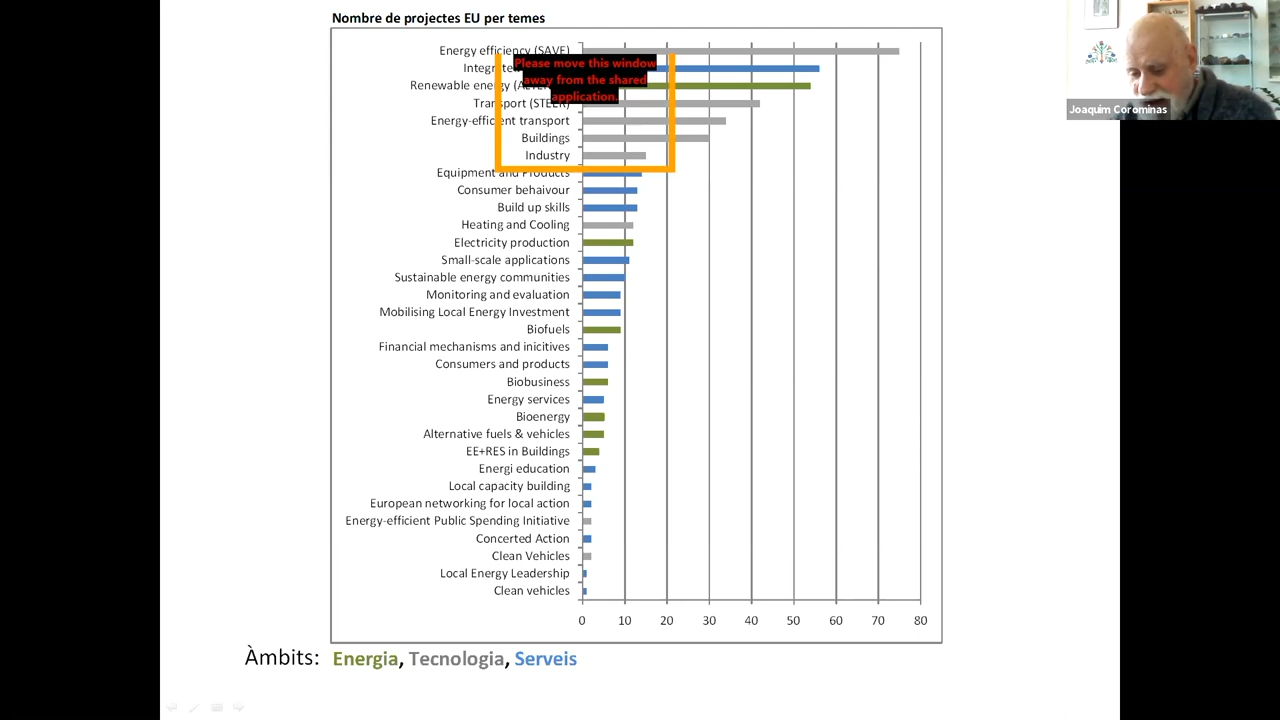 Nombre de projectes EU per temes
Energy efficiency (SAVE)
Please move this window
away from the shared
application.
Renewable energy
Transport (STEER)
Energy-efficient transport
Buildings
Industry
Equipment and Products
Consumer behaivour
Build up skills
Heating and Cooling
Electricity production
Small-scale applications
Sustainable energy communities
Monitoring and evaluation
Mobilising Local Energy Investment
Biofuels
Financial mechanisms and inicitives
Consumers and products
Biobusiness
Energy services
Bioenergy
Alternative fuels & vehicles
EE+RES in Buildings
Energi education
Local capacity building
European networking for local action
Energy-efficient Public Spending Initiative
Concerted Action
Clean Vehicles
Local Energy Leadership
Clean vehicles
0 10 20 30 40 50 60 70 80
Àmbits: Energia, Tecnologia, Serveis
Joaquim Corominas